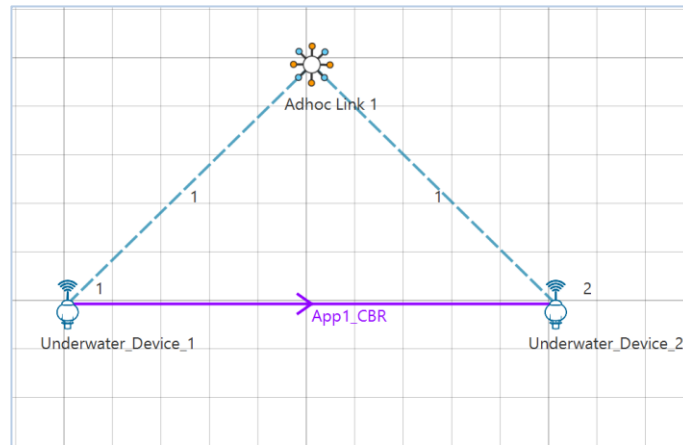 Adhoc Link 1
1
1
1
2
App1_CBR
Underwater_Device_1
Underwater_Device_2